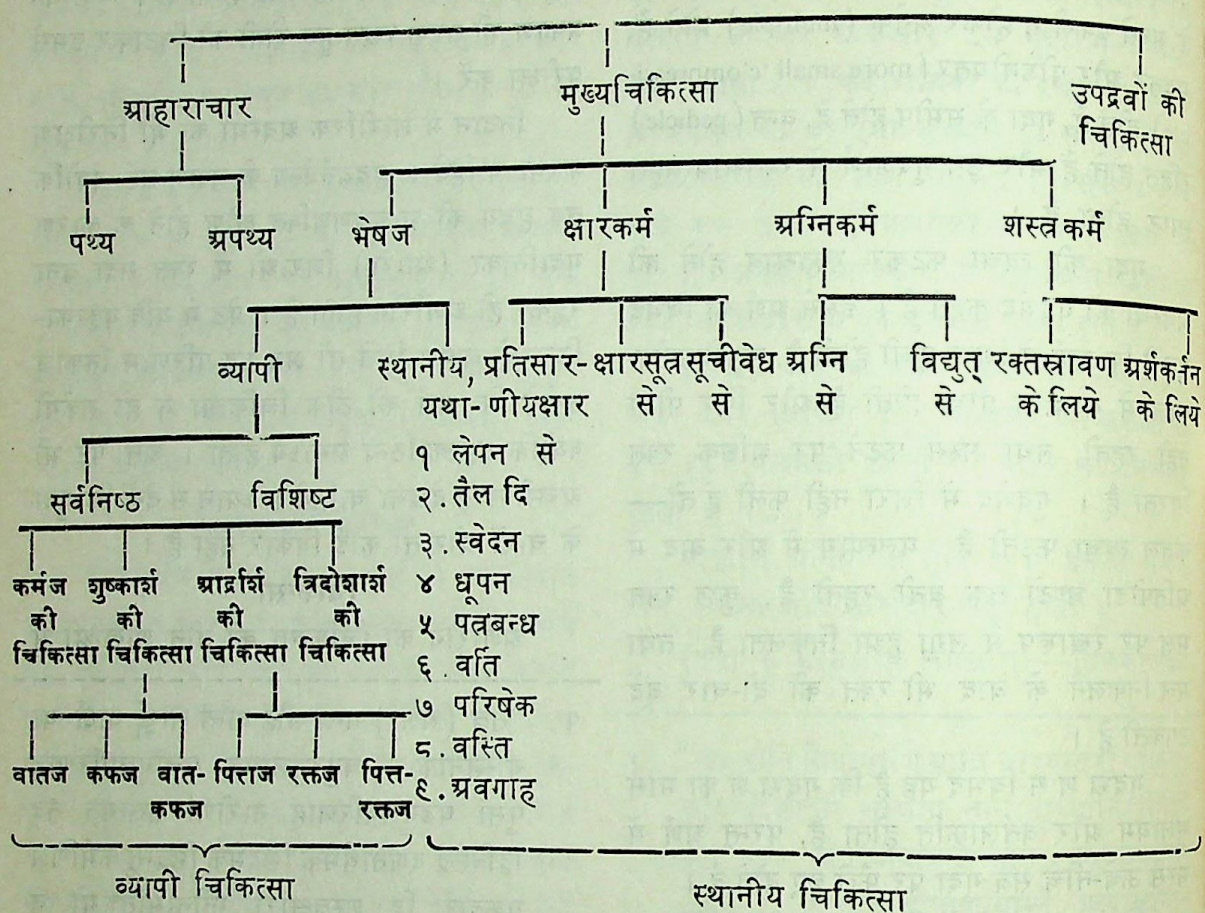 आहाराचार मुख्यचिकित्सा उपद्रवों की
चिकित्सा
पथ्य अपथ्य भेषज क्षारकर्म अग्निकर्म शस्त्रकर्म
व्यापी स्थानीय, प्रतिसार- क्षारसूत्र सूचीवेध अग्नि विद्युत् रक्तस्रावण अर्शकर्तन
यथा- णीयक्षार से से से से के लिये के लिये
१ लेपन से
सर्वनिष्ठ विशिष्ट २. तैल दि
३. स्वेदन
कर्मज शुष्कार्श आर्द्रार्श त्रिदोशार्श ४ धूपन
की की की की ५ पत्रबन्ध
चिकित्सा चिकित्सा चिकित्सा चिकित्सा ६. वर्ति
७ परिषेक
८. वस्ति
वातज कफज वात- पित्ताज रक्तज पित्त- ९. अवगाह
कफज रक्तज
व्यापी चिकित्सा स्थानीय चिकित्सा